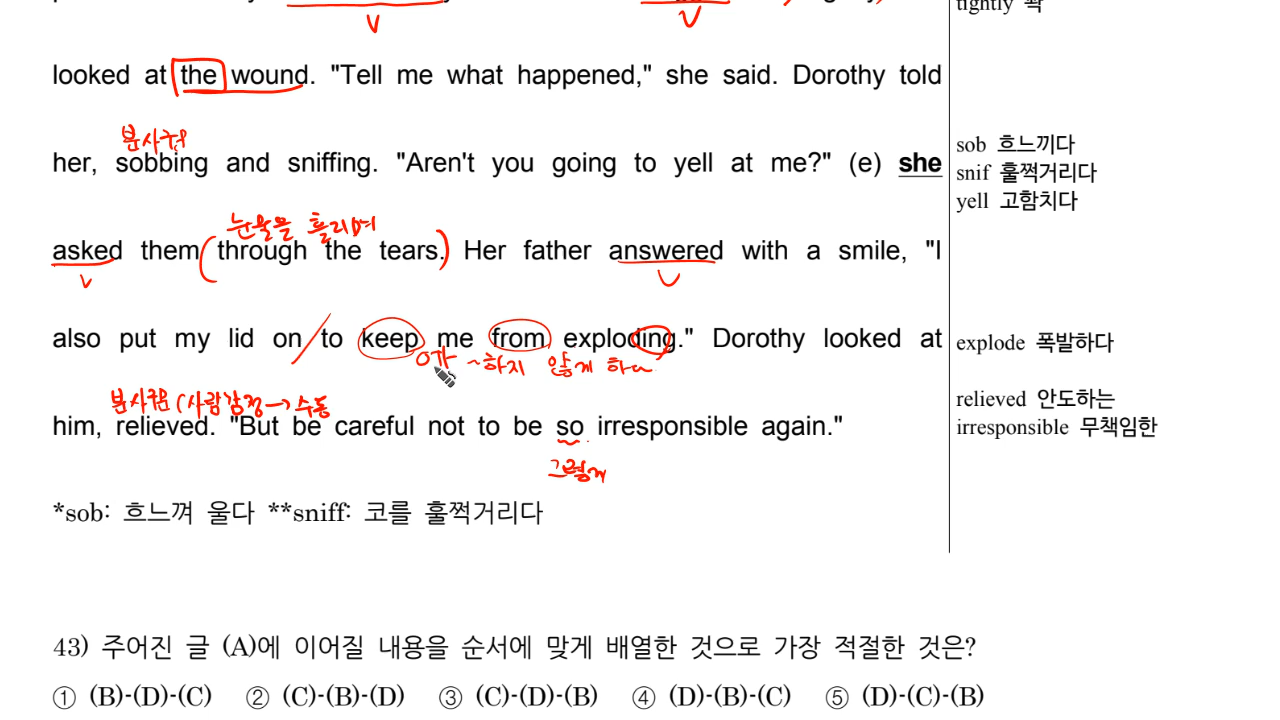 tightly 꽉
looked at the wound. "Tell me what happened," she said. Dorothy told
분사구문
her, sobbing and sniffing. "Aren't you going to yell at me?" (e) she
sob 흐느끼다
snif 훌쩍거리다
yell 고함치다
눈물을 흘리며
asked them through the tears. Her father answered with a smile, "I
also put my lid on to keep me from exploding." Dorothy looked at
explode 폭발하다
~하지 않게 하
분사구문 (사람감정→수동
him, relieved. "But be careful not to be so irresponsible again."
relieved 안도하는
irresponsible 무책임한
그렇게
*sob: 흐느껴 울다 **sniff: 코를 훌쩍거리다
43) 주어진 글 (A)에 이어질 내용을 순서에 맞게 배열한 것으로 가장 적절한 것은?
① (B)-(D)-(C) ② (C)-(B)-(D) ③ (C)-(D)-(B) ④ (D)-(B)-(C) ⑤ (D)-(C)-(B)